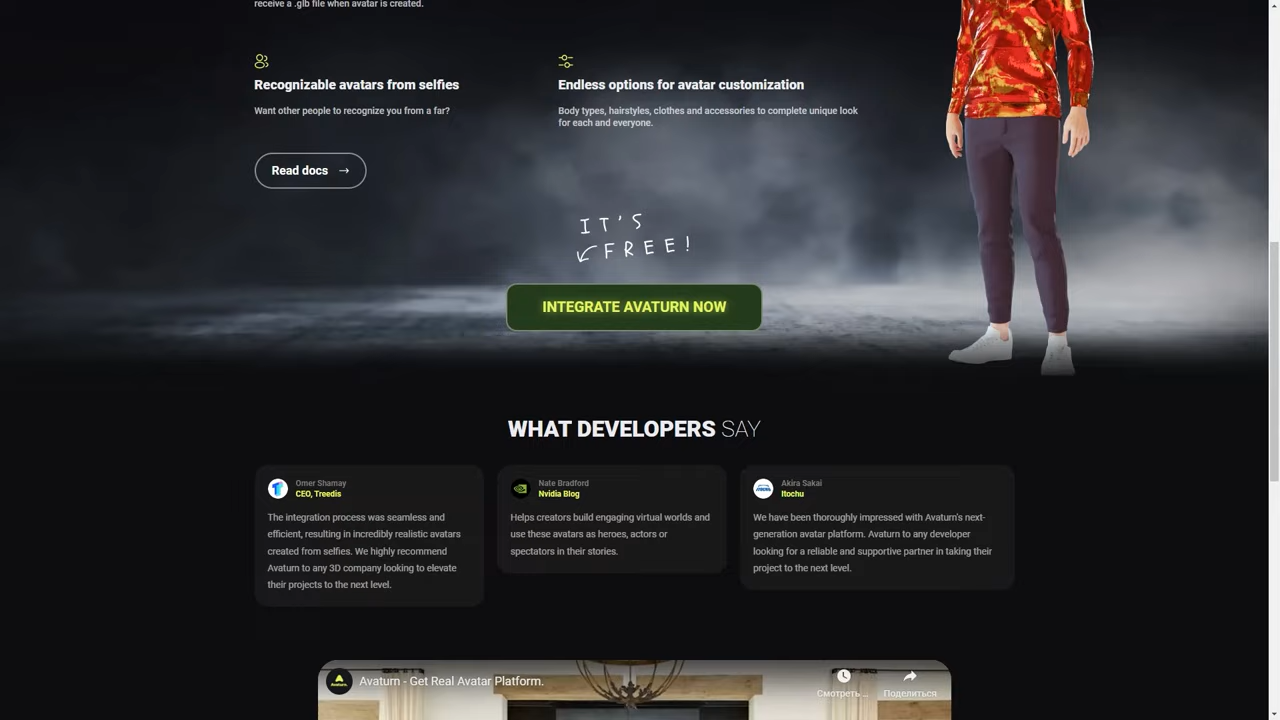 receive a .glb file when avatar is created.
Recognizable avatars from selfies
Want other people to recognize you from a far?
Endless options for avatar customization
Body types, hairstyles, clothes and accessories to complete unique look
for each and everyone.
Read docs →
IT'S
FREE!
INTEGRATE AVATURN NOW
WHAT DEVELOPERS SAY
Omer Shamay
CEO, Treedis
The integration process was seamless and
efficient, resulting in incredibly realistic avatars
created from selfies. We highly recommend
Avaturn to any 3D company looking to elevate
their projects to the next level.
Nate Bradford
Nvidia Blog
Helps creators build engaging virtual worlds and
use these avatars as heroes, actors or
spectators in their stories.
Akira Sakai
Itochu
We have been thoroughly impressed with Avaturn's next-
generation avatar platform. Avaturn to any developer
looking for a reliable and supportive partner in taking their
project to the next level.
Avaturn.
Avaturn - Get Real Avatar Platform.
Смотреть ...
Поделиться